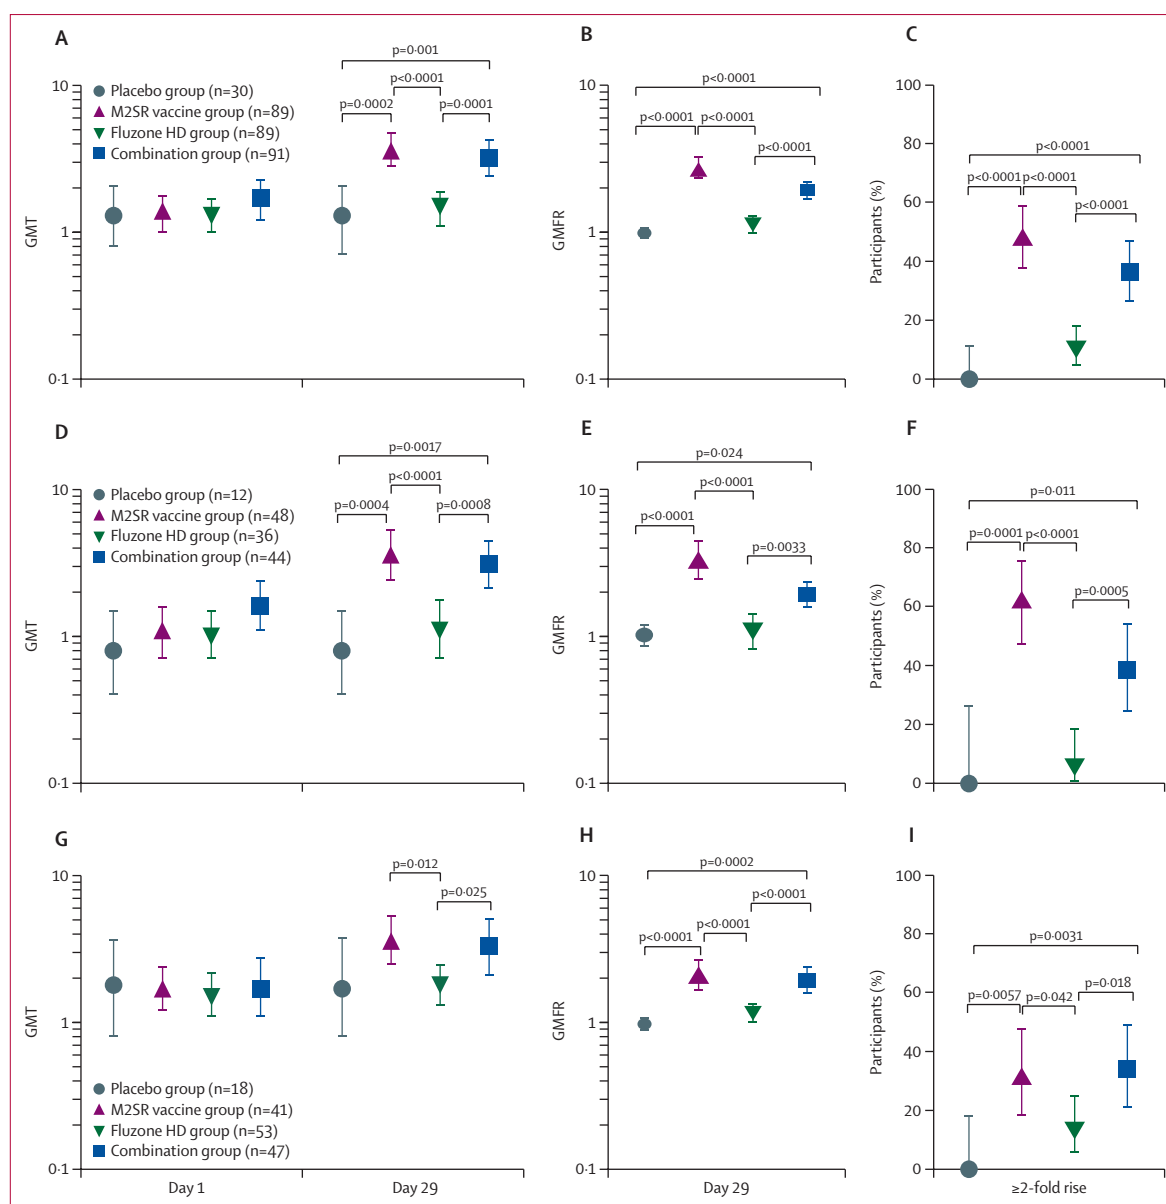 A
B
C
p=0·001
p<0·0001
p=0·0002
p=0·0001
10
1
0·1
GMT
Placebo group (n=30)
M2SR vaccine group (n=89)
Fluzone HD group (n=89)
Combination group (n=91)
p<0·0001
p<0·0001
p<0·0001
p<0·0001
10
1
0·1
GMFR
p<0·0001
p<0·0001
p<0·0001
p<0·0001
100
80
60
40
20
0
Participants (%)
D
E
F
p=0·0017
p<0·0001
p=0·0004
p=0·0008
10
1
0·1
GMT
Placebo group (n=12)
M2SR vaccine group (n=48)
Fluzone HD group (n=36)
Combination group (n=44)
p=0·024
p<0·0001
p<0·0001
p=0·0033
10
1
0·1
GMFR
p=0·011
p=0·0001
p<0·0001
p=0·0005
100
80
60
40
20
0
Participants (%)
G
H
I
p=0·012
p=0·025
10
1
0·1
GMT
Placebo group (n=18)
M2SR vaccine group (n=41)
Fluzone HD group (n=53)
Combination group (n=47)
Day 1
Day 29
p=0·0002
p<0·0001
p<0·0001
p<0·0001
10
1
0·1
GMFR
Day 29
p=0·0031
p=0·018
p=0·0057
p=0·042
100
80
60
40
20
0
Participants (%)
≥2-fold rise